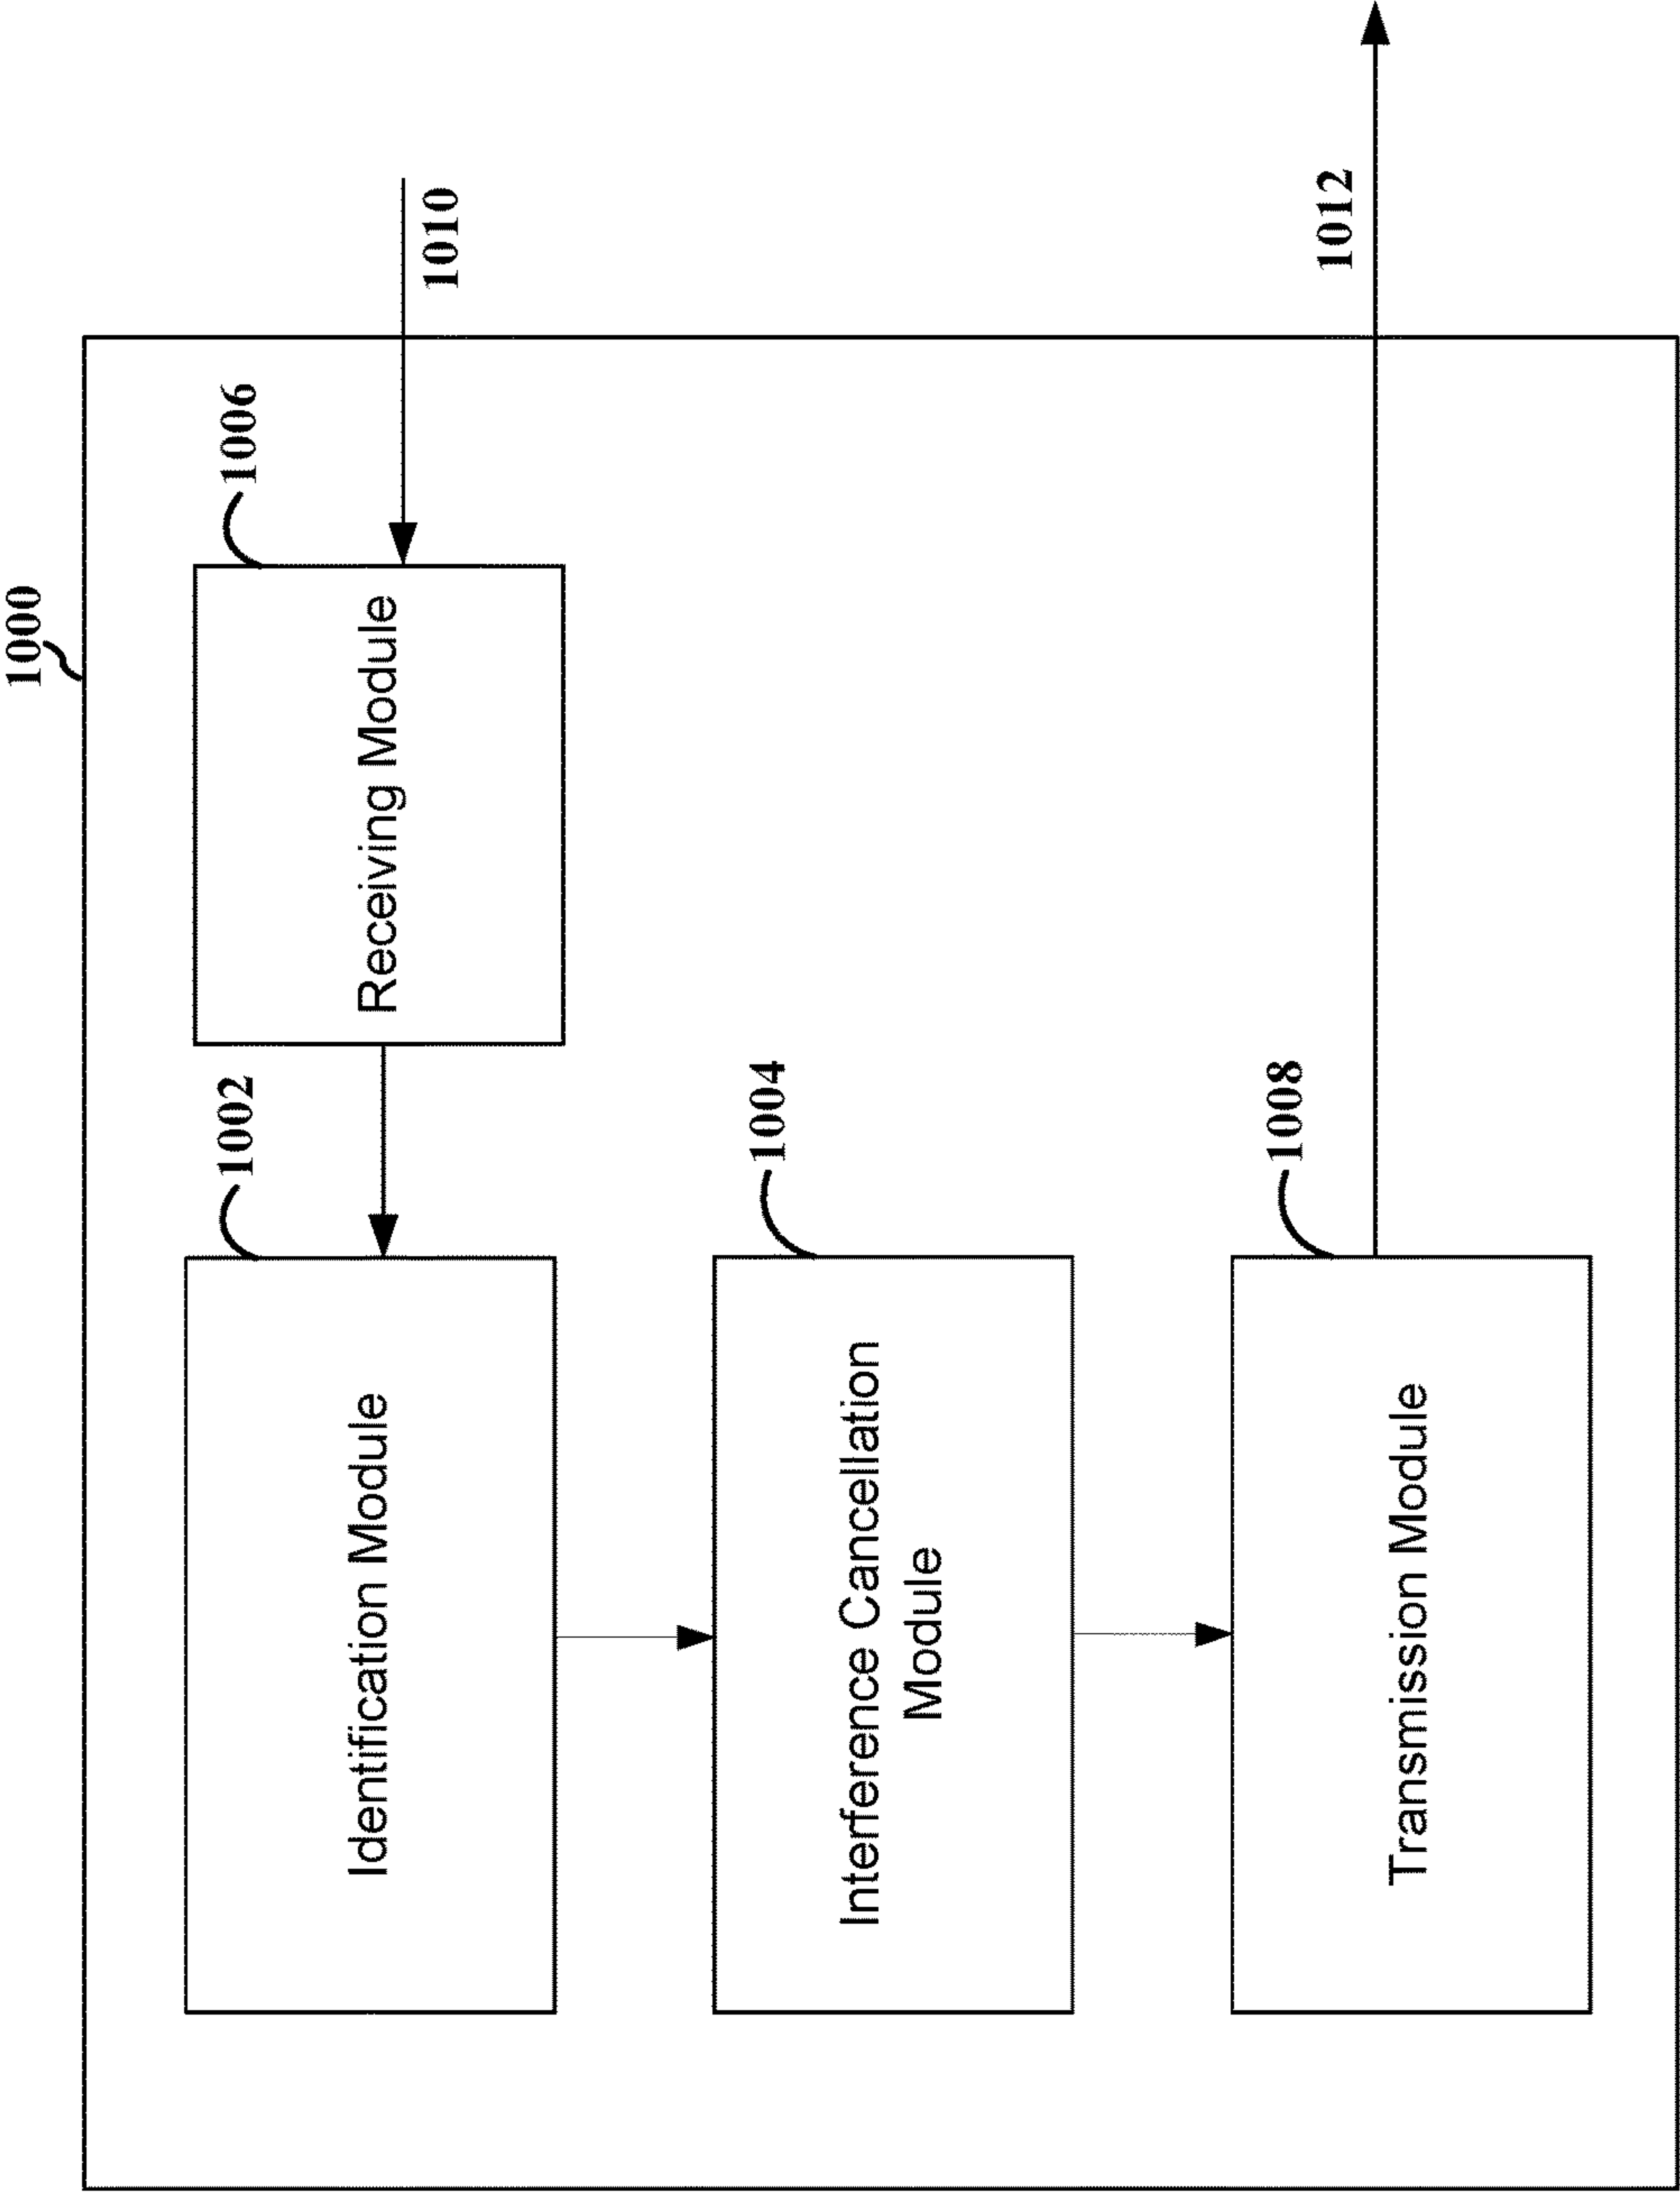 1000
1002
1006
Identification Module
Receiving Module
1010
1004
Interference Cancellation
Module
1008
1012
Transmission Module